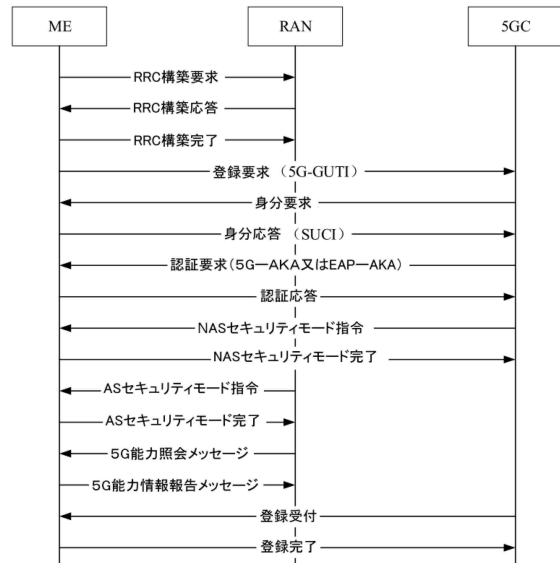 ME RAN 5GC
RRC構築要求
RRC構築応答
RRC構築完了
登録要求（5G-GUTI）
身分要求
身分応答（SUCI）
認証要求(5GーAKA又はEAPーAKA)
認証応答
NASセキュリティモード指令
NASセキュリティモード完了
ASセキュリティモード指令
ASセキュリティモード完了
5G能力照会メッセージ
5G能力情報報告メッセージ
登録受付
登録完了